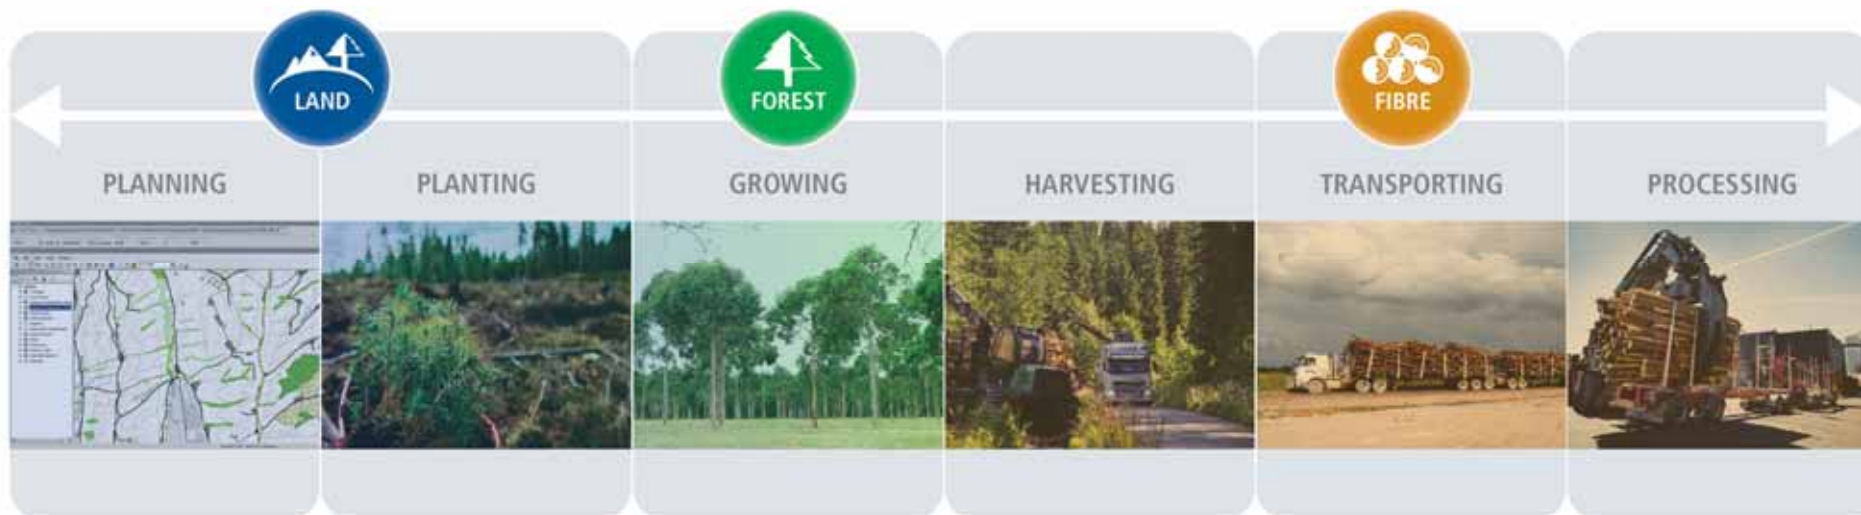 LAND
FOREST
FIBRE
PLANNING
PLANTING
GROWING
HARVESTING
TRANSPORTING
PROCESSING